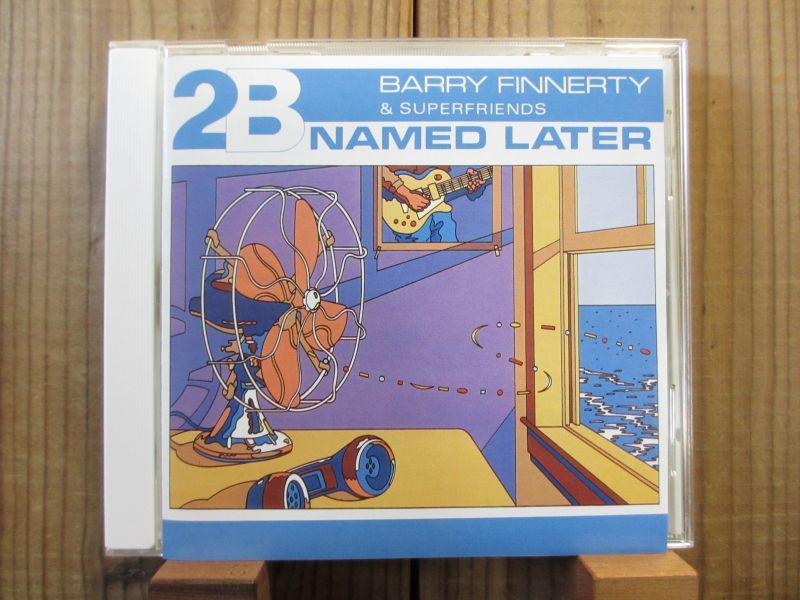 BARRY FINNERTY
& SUPERFRIENDS
2B NAMED LATER